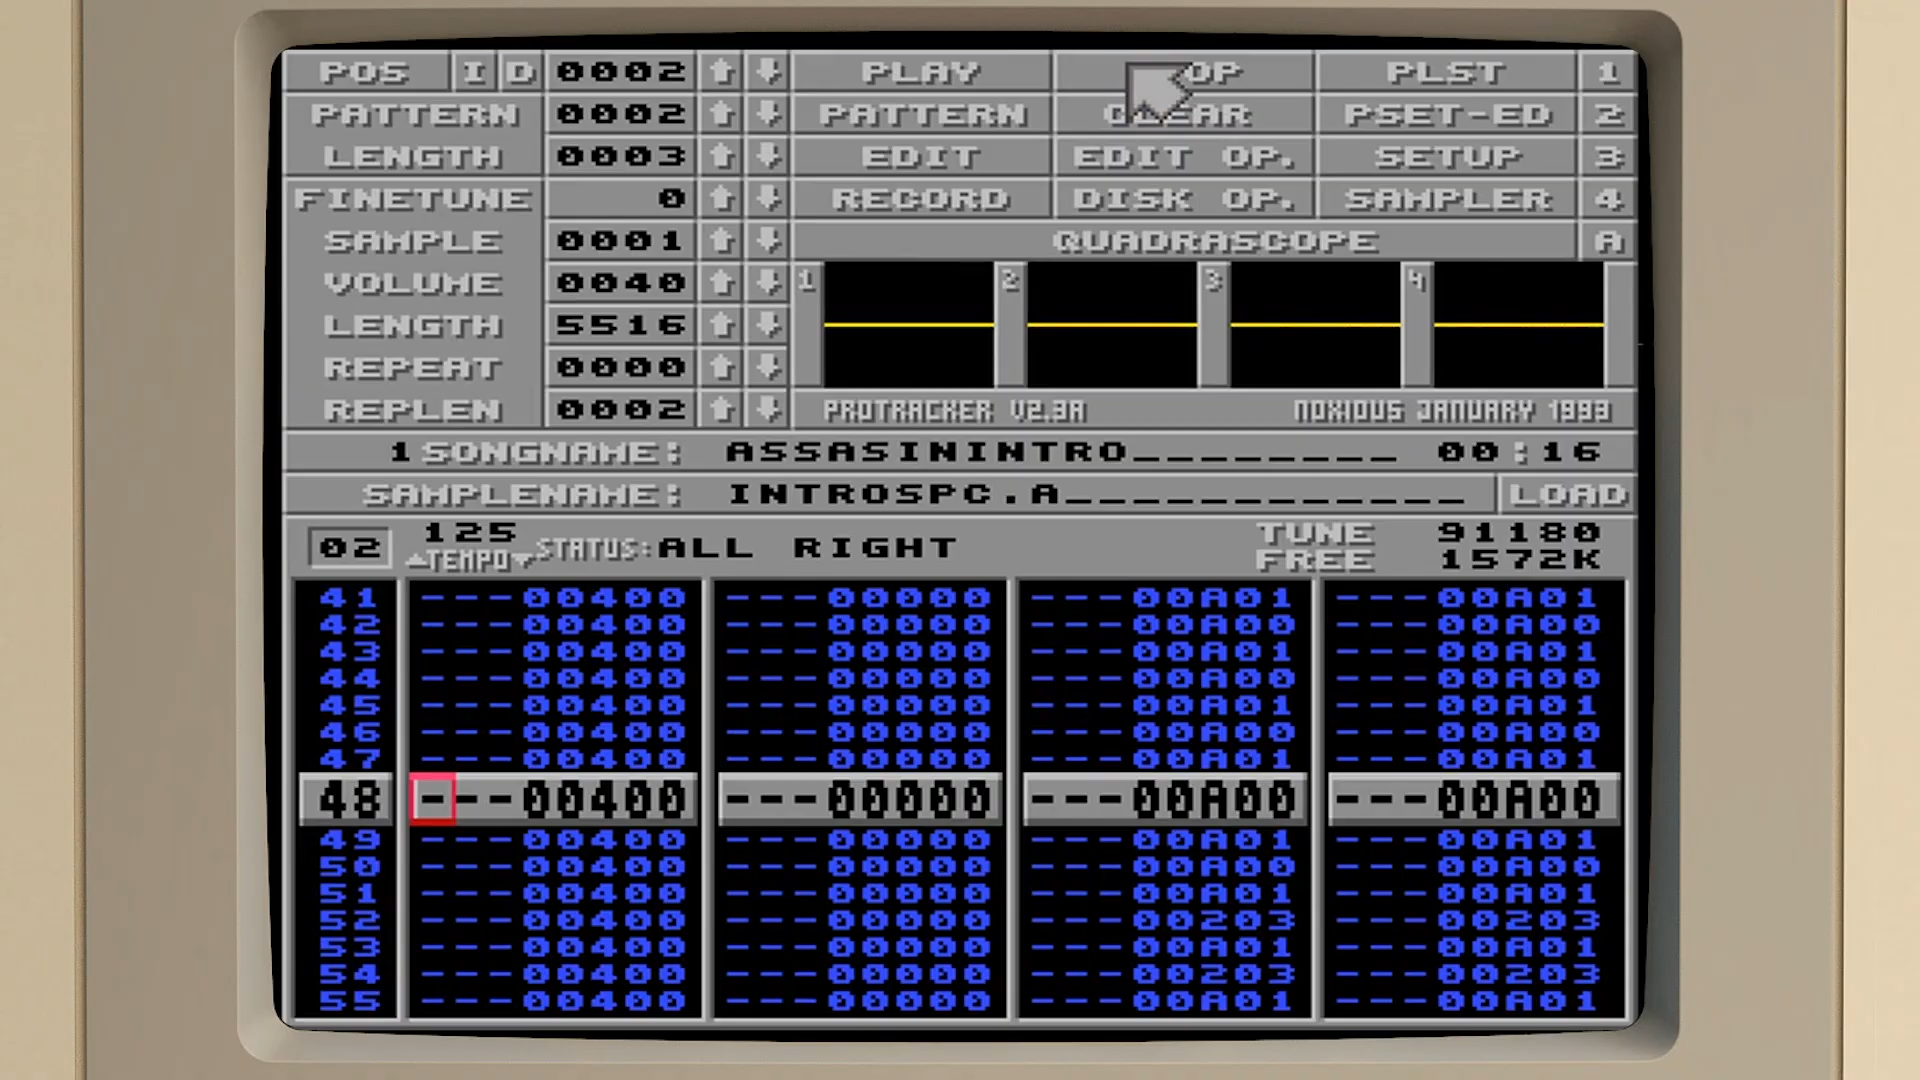 POS I D 0002 PLAY OP PLST 1
PATTERN 0002 PATTERN CLEAR PSET-ED 2
LENGTH 0003 EDIT EDIT OP. SETUP 3
FINETUNE 0 RECORD DISK OP. SAMPLER 4
SAMPLE 0001 QUADRASCOPE A
VOLUME 0040 1 2 3 4
LENGTH 5516
REPEAT 0000
REPLEN 0002 PROTRACKER V2.3A NOXIOUS JANUARY 1993
1 SONGNAME: ASSASININTRO________ 00:16
SAMPLENAME: INTROSPC.A____________ LOAD
02 125 TEMPO STATUS: ALL RIGHT TUNE 91180
FREE 1572K
41 ---00400 ---00000 ---00A01 ---00A01
42 ---00400 ---00000 ---00A00 ---00A00
43 ---00400 ---00000 ---00A01 ---00A01
44 ---00400 ---00000 ---00A00 ---00A00
45 ---00400 ---00000 ---00A01 ---00A01
46 ---00400 ---00000 ---00A00 ---00A00
47 ---00400 ---00000 ---00A01 ---00A01
48 ---00400 ---00000 ---00A00 ---00A00
49 ---00400 ---00000 ---00A01 ---00A01
50 ---00400 ---00000 ---00A00 ---00A00
51 ---00400 ---00000 ---00A01 ---00A01
52 ---00400 ---00000 ---00203 ---00203
53 ---00400 ---00000 ---00A01 ---00A01
54 ---00400 ---00000 ---00203 ---00203
55 ---00400 ---00000 ---00A01 ---00A01